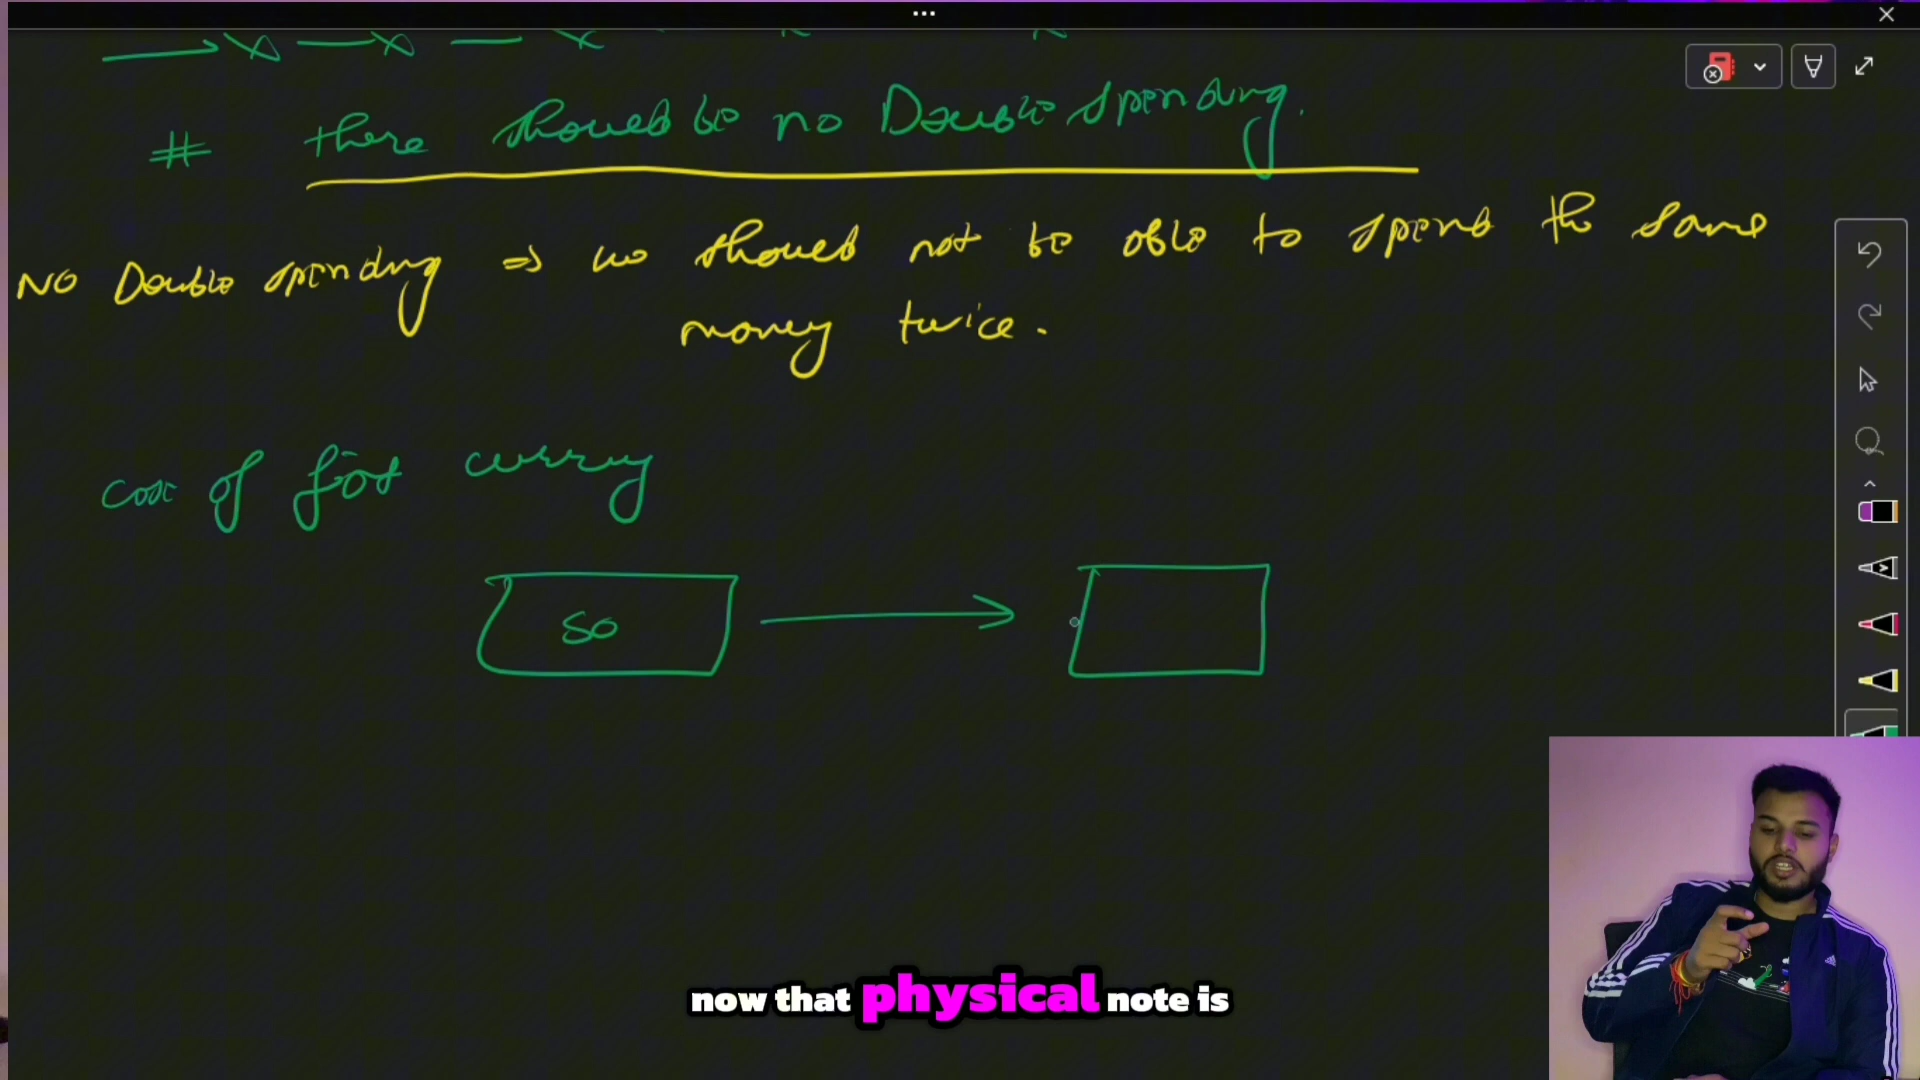 # there should be no Double spending.
NO Double spending => we should not be able to spend the same
money twice.
case of fiat curry
50
now that physical note is